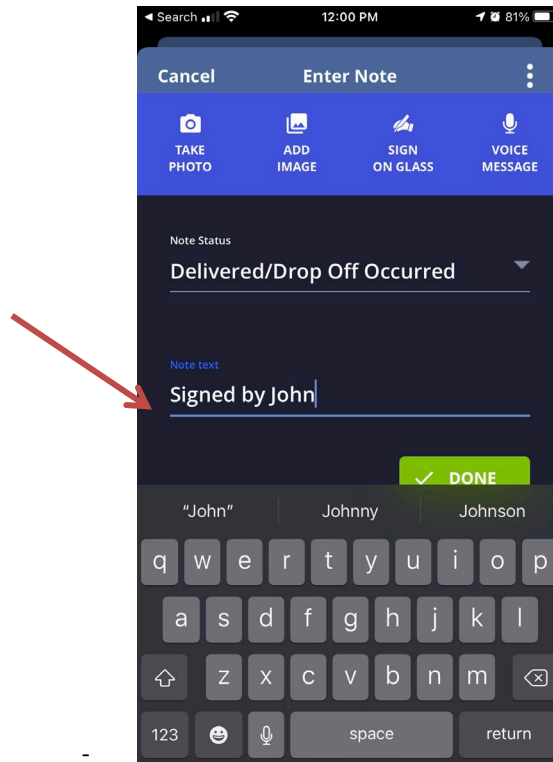 Search 12:00 PM 81%
Cancel Enter Note
TAKE PHOTO ADD IMAGE SIGN ON GLASS VOICE MESSAGE
Note Status
Delivered/Drop Off Occurred
Note text
Signed by John
DONE
“John” Johnny Johnson
q w e r t y u i o p
a s d f g h j k l
z x c v b n m
123 space return
-